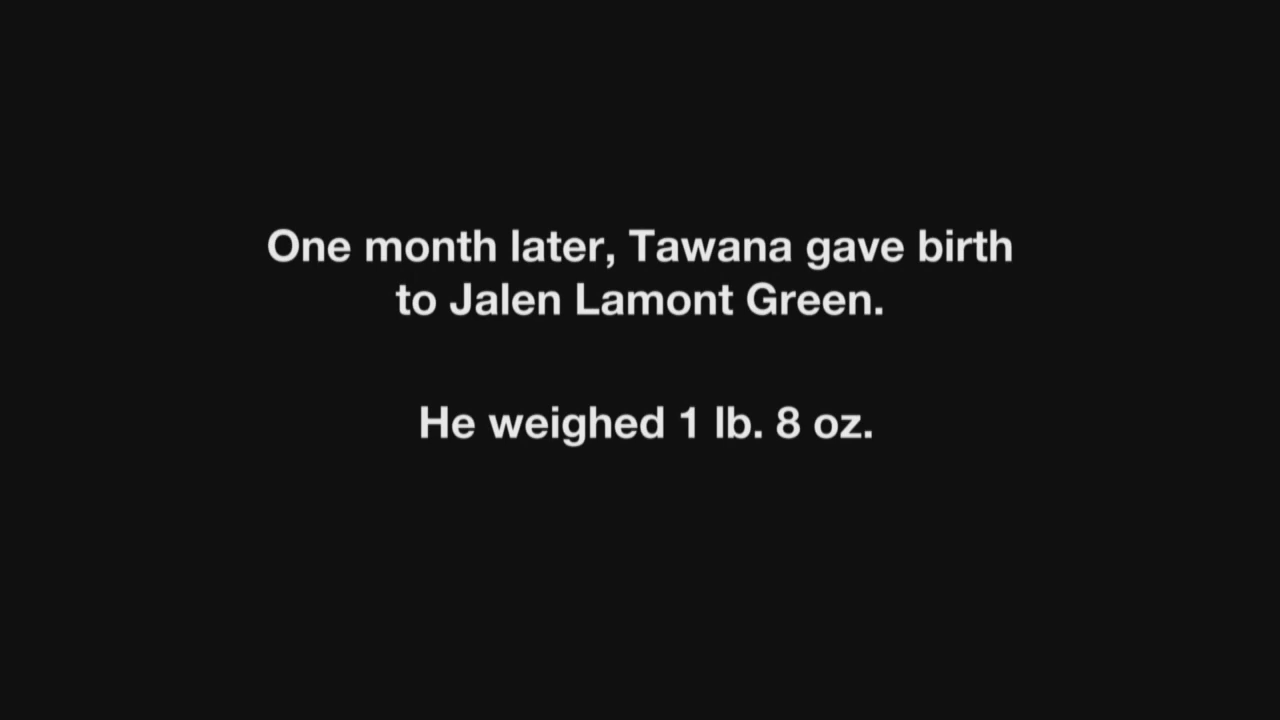 One month later, Tawana gave birth
to Jalen Lamont Green.
He weighed 1 lb. 8 oz.